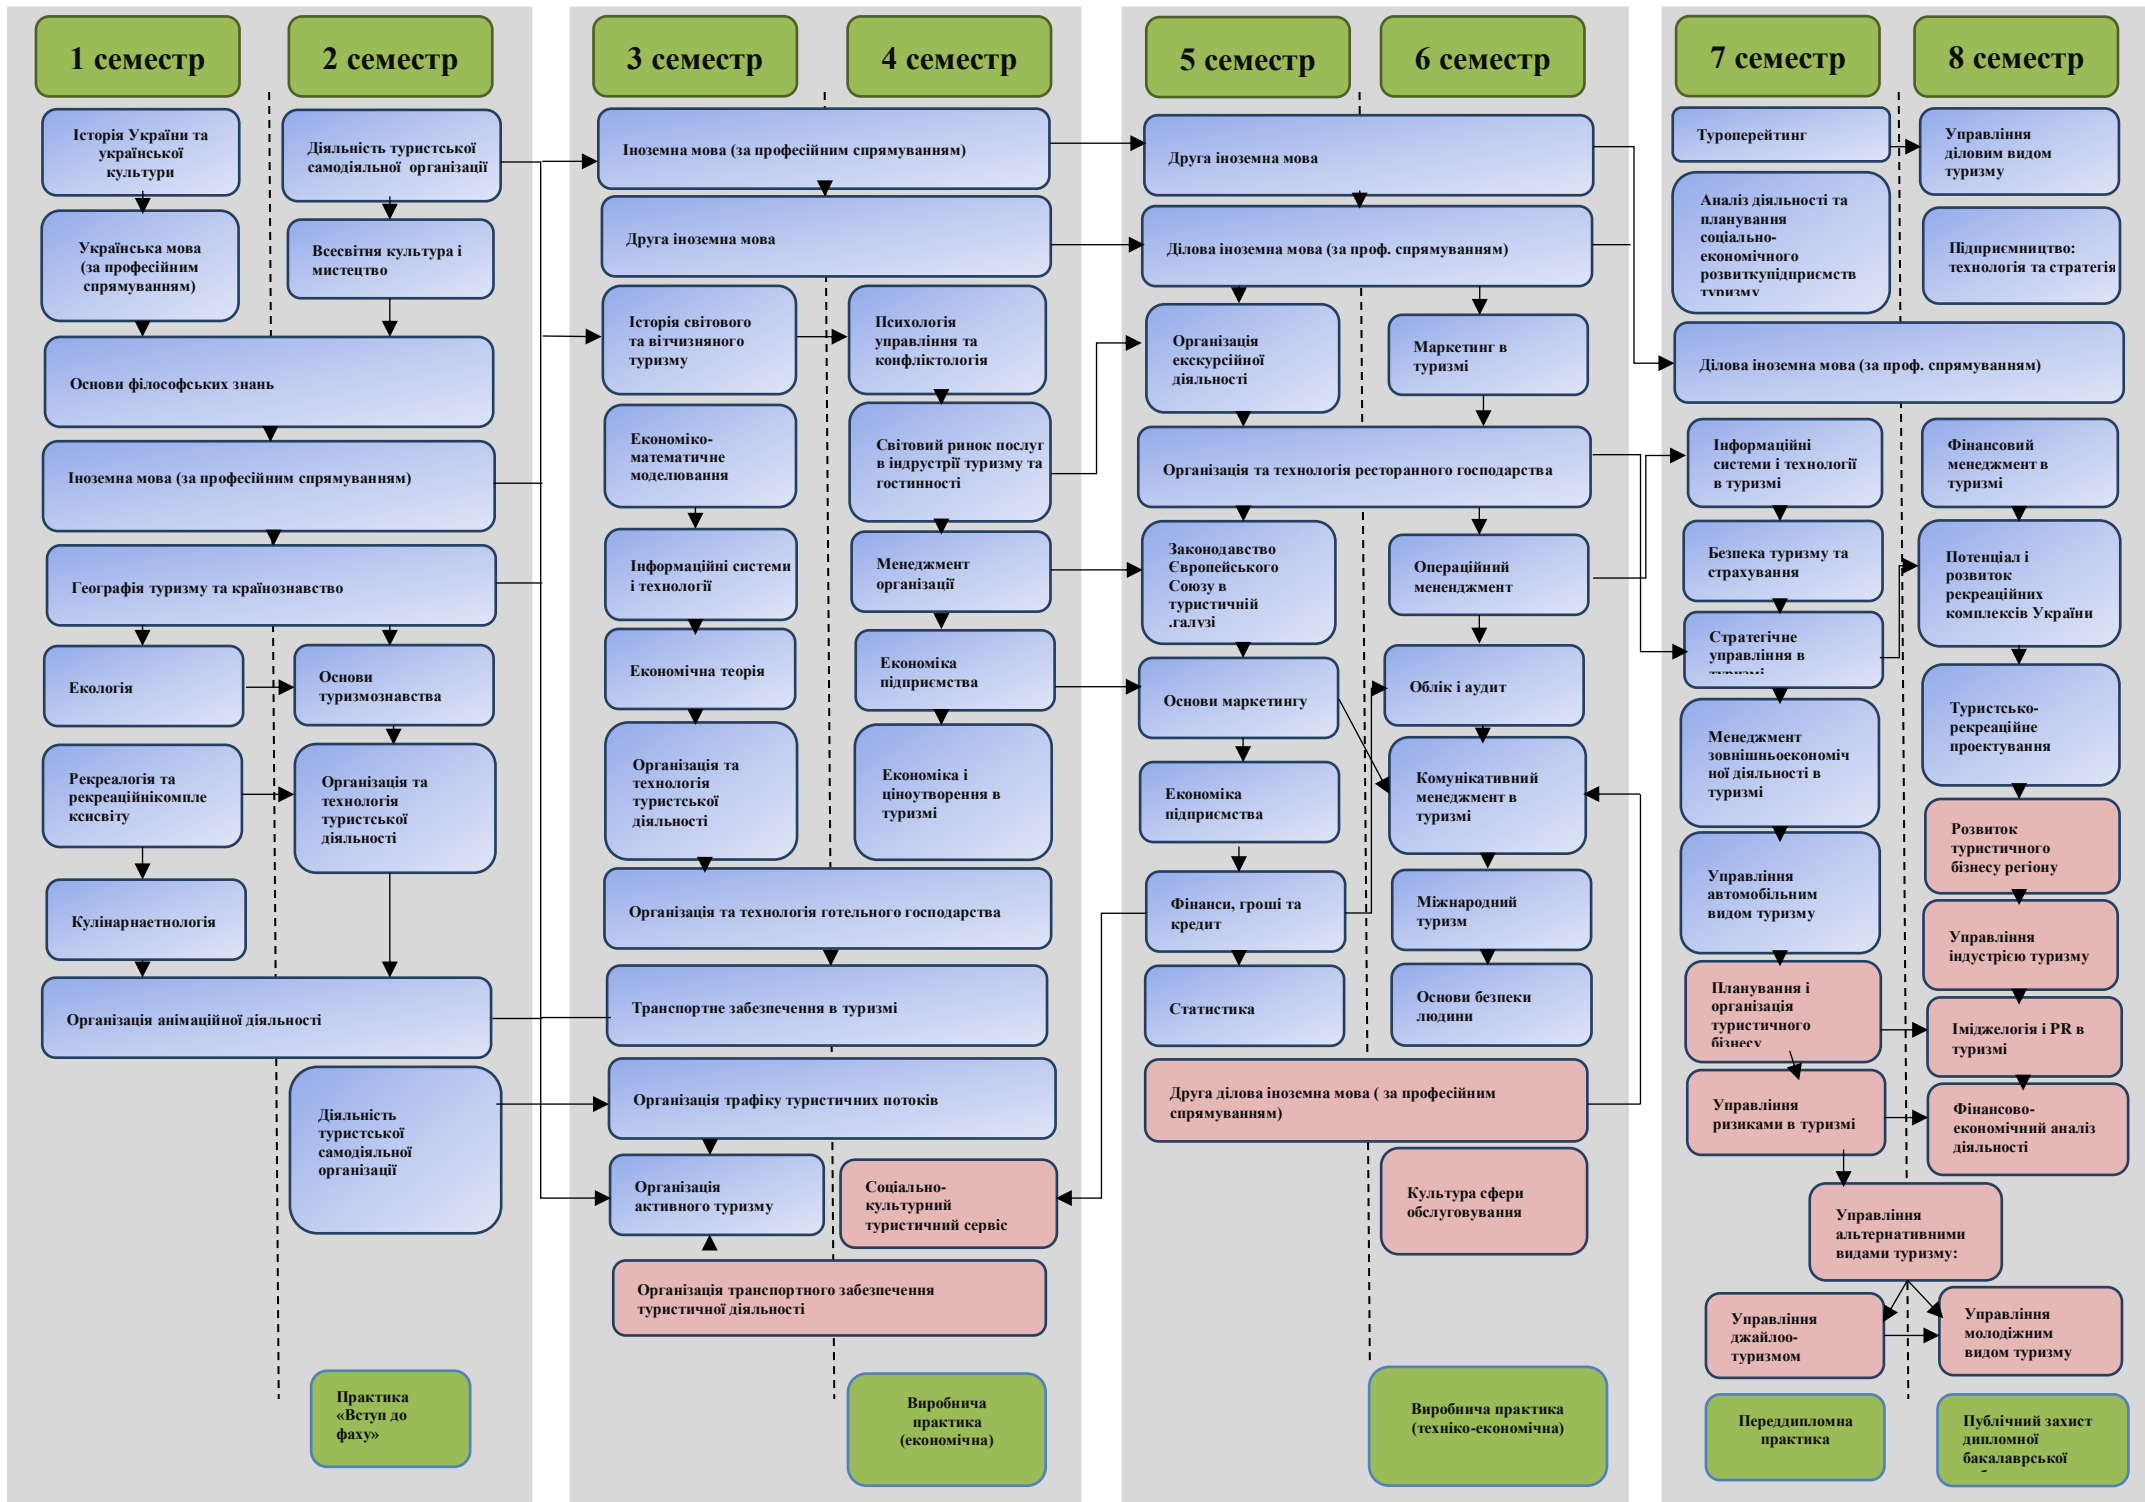 1 семестр
2 семестр
3 семестр
4 семестр
5 семестр
6 семестр
7 семестр
8 семестр
Історія України та
української
культури
Українська мова
(за професійним
спрямуванням)
Діяльність туристської
самодіяльної організації
Всесвітня культура і
мистецтво
Основи філософських знань
Іноземна мова (за професійним спрямуванням)
Географія туризму та країнознавство
Екологія
Основи
туризмознавства
Рекреалогія та
рекреаційнікомпле
ксисвіту
Організація та
технологія
туристської
діяльності
Кулінарнаетнологія
Організація анімаційної діяльності
Діяльність
туристської
самодіяльної
організації
Практика
«Вступ до
фаху»
Іноземна мова (за професійним спрямуванням)
Друга іноземна мова
Історія світового
та вітчизняного
туризму
Психологія
управління та
конфліктологія
Економіко-
математичне
моделювання
Світовий ринок послуг
в індрустрії туризму та
гостинності
Інформаційні системи
і технології
Менеджмент
організації
Економічна теорія
Економіка
підприємства
Організація та
технологія
туристської
діяльності
Економіка і
ціноутворення в
туризмі
Організація та технологія готельного господарства
Транспортне забезпечення в туризмі
Організація трафіку туристичних потоків
Організація
активного туризму
Соціально-
культурний
туристичний сервіс
Організація транспортного забезпечення
туристичної діяльності
Виробнича
практика
(економічна)
Друга іноземна мова
Ділова іноземна мова (за проф. спрямуванням)
Організація
екскурсійної
діяльності
Маркетинг в
туризмі
Організація та технологія ресторанного господарства
Законодавство
Європейського
Союзу в
туристичній
.галузі
Операційний
мененджмент
Основи маркетингу
Облік і аудит
Економіка
підприємства
Комунікативний
менеджмент в
туризмі
Фінанси, гроші та
кредит
Міжнародний
туризм
Статистика
Основи безпеки
людини
Друга ділова іноземна мова ( за професійним
спрямуванням)
Культура сфери
обслуговування
Виробнича практика
(техніко-економічна)
Туроперейтинг
Управління
діловим видом
туризму
Аналіз діяльності та
планування
соціально-
економічного
розвиткупідприємств
туризму
Підприємництво:
технологія та стратегія
Ділова іноземна мова (за проф. спрямуванням)
Інформаційні
системи і технології
в туризмі
Фінансовий
менеджмент в
туризмі
Безпека туризму та
страхування
Потенціал і
розвиток
рекреаційних
комплексів України
Стратегічне
управління в
туризмі
Туристсько-
рекреаційне
проектування
Менеджмент
зовнішньоекономіч
ної діяльності в
туризмі
Розвиток
туристичного
бізнесу регіону
Управління
автомобільним
видом туризму
Управління
індустрією туризму
Планування і
організація
туристичного
бізнесу
Іміджелогія і PR в
туризмі
Управління
ризиками в туризмі
Фінансово-
економічний аналіз
діяльності
Управління
альтернативними
видами туризму:
Управління
джайлоо-
туризмом
Управління
молодіжним
видом туризму
Переддипломна
практика
Публічний захист
дипломної
бакалаврської